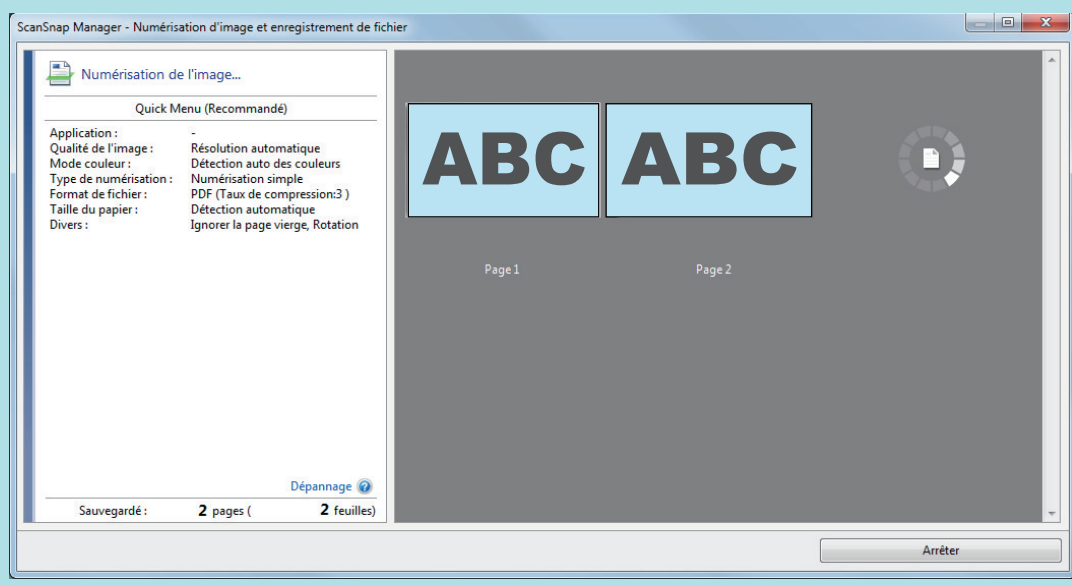 ScanSnap Manager - Numérisation d'image et enregistrement de fichier
Numérisation de l'image...
Quick Menu (Recommandé)
Application : -
Qualité de l'image : Résolution automatique
Mode couleur : Détection auto des couleurs
Type de numérisation : Numérisation simple
Format de fichier : PDF (Taux de compression:3 )
Taille du papier : Détection automatique
Divers : Ignorer la page vierge, Rotation
Dépannage
Sauvegardé : 2 pages ( 2 feuilles)
ABC ABC
Page 1 Page 2
Arrêter